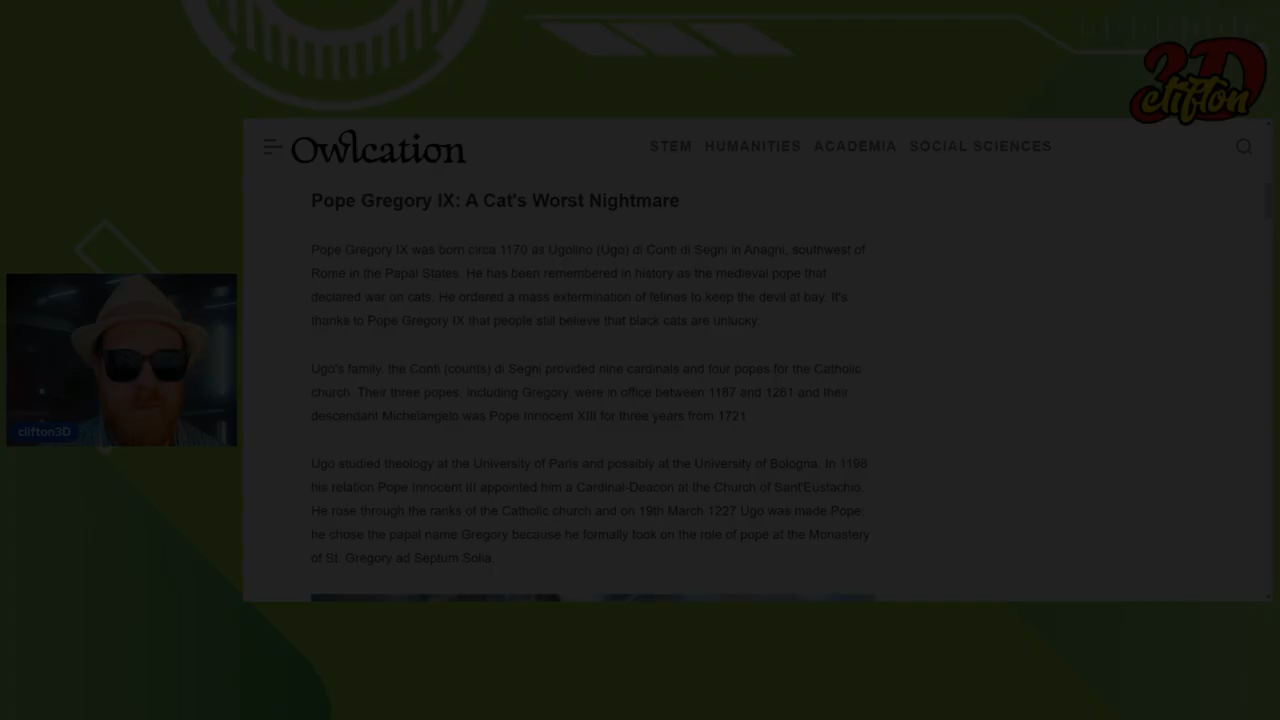 3D
clifton
Owlcation
STEM HUMANITIES ACADEMIA SOCIAL SCIENCES
Pope Gregory IX: A Cat's Worst Nightmare
Pope Gregory IX was born circa 1170 as Ugolino (Ugo) di Conti di Segni in Anagni, southwest of
Rome in the Papal States. He has been remembered in history as the medieval pope that
declared war on cats. He ordered a mass extermination of felines to keep the devil at bay. It's
thanks to Pope Gregory IX that people still believe that black cats are unlucky.
Ugo's family, the Conti (counts) di Segni provided nine cardinals and four popes for the Catholic
church. Their three popes, including Gregory, were in office between 1187 and 1261 and their
descendant Michelangelo was Pope Innocent XIII for three years from 1721.
Ugo studied theology at the University of Paris and possibly at the University of Bologna. In 1198
his relation Pope Innocent III appointed him a Cardinal-Deacon at the Church of Sant'Eustachio.
He rose through the ranks of the Catholic church and on 19th March 1227 Ugo was made Pope;
he chose the papal name Gregory because he formally took on the role of pope at the Monastery
of St. Gregory ad Septum Solia.
clifton3D